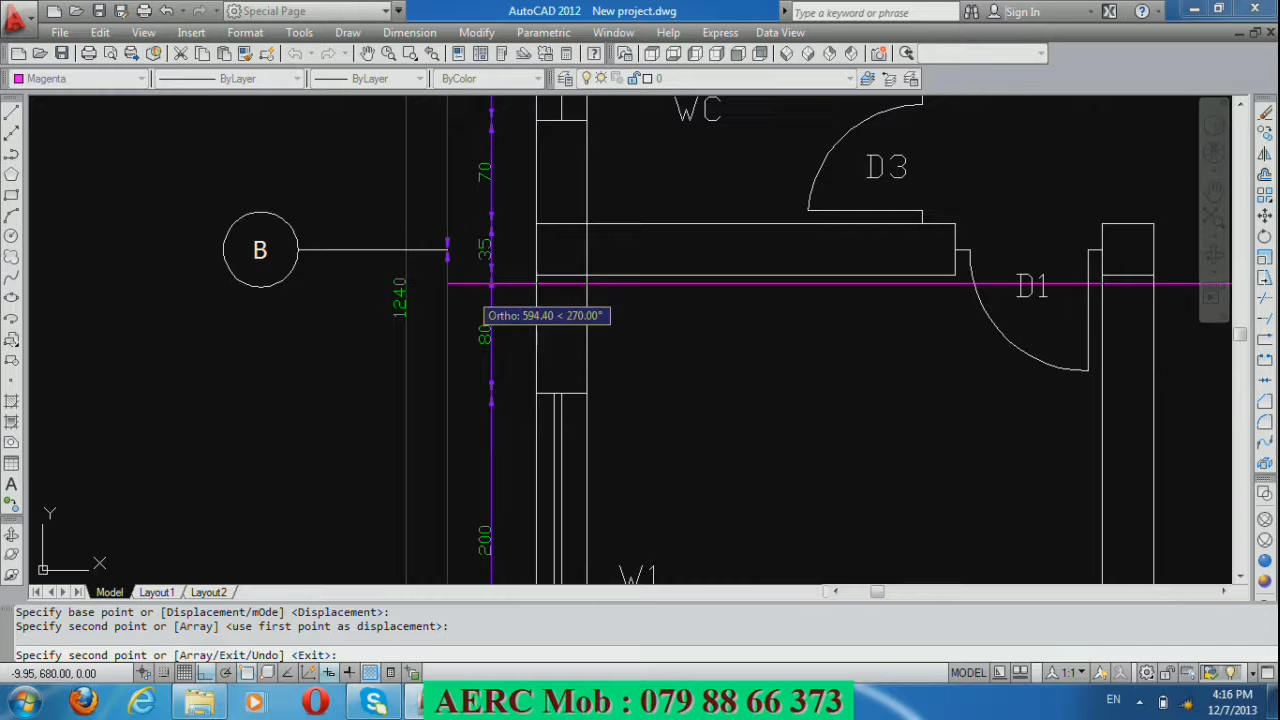 Special Page
AutoCAD 2012 New project.dwg
Type a keyword or phrase
Sign In
File Edit View Insert Format Tools Draw Dimension Modify Parametric Window Help Express Data View
Magenta
ByLayer
ByLayer
ByColor
0
WC
70
D3
B
35
D1
1240
Ortho: 594.40 < 270.00°
80
200
W1
Y
X
Model Layout1 Layout2
Specify base point or [Displacement/mOde] <Displacement>:
Specify second point or [Array] <use first point as displacement>:
Specify second point or [Array/Exit/Undo] <Exit>:
-9.95, 680.00, 0.00
MODEL
1:1
AERC Mob : 079 88 66 373
EN
4:16 PM
12/7/2013